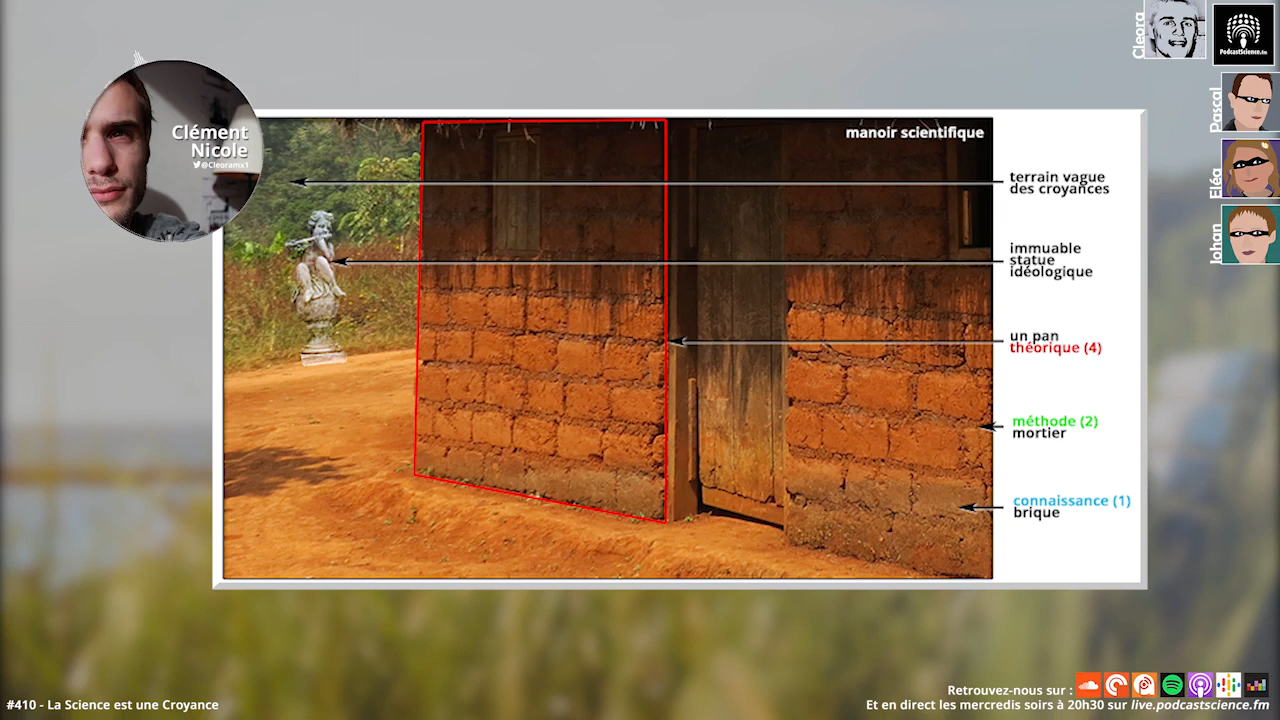 Cleora
PodcastScience.fm
Clément
Nicole
@Cleoramx1
Pascal
Eléa
Johan
manoir scientifique
terrain vague
des croyances
immuable
statue
idéologique
un pan
théorique (4)
méthode (2)
mortier
connaissance (1)
brique
Retrouvez-nous sur :
#410 - La Science est une Croyance
Et en direct les mercredis soirs à 20h30 sur live.podcastscience.fm